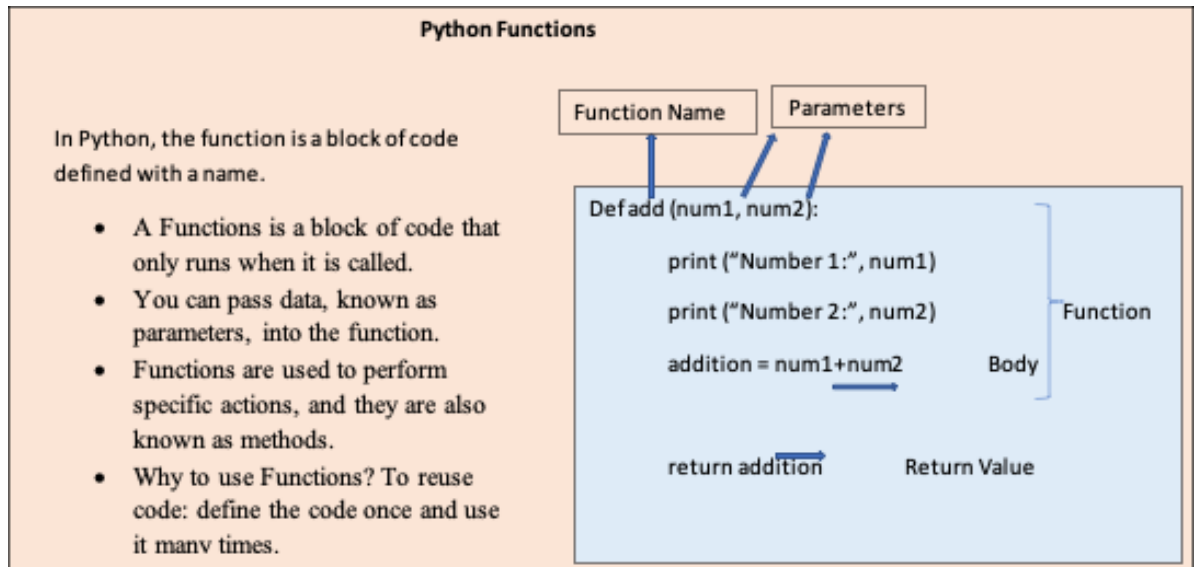 Python Functions
In Python, the function is a block of code
defined with a name.
• A Functions is a block of code that
only runs when it is called.
• You can pass data, known as
parameters, into the function.
• Functions are used to perform
specific actions, and they are also
known as methods.
• Why to use Functions? To reuse
code: define the code once and use
it many times.
Function Name
Parameters
Def add (num1, num2):
print (“Number 1:”, num1)
print (“Number 2:”, num2)
Function
addition = num1+num2 Body
return addition Return Value